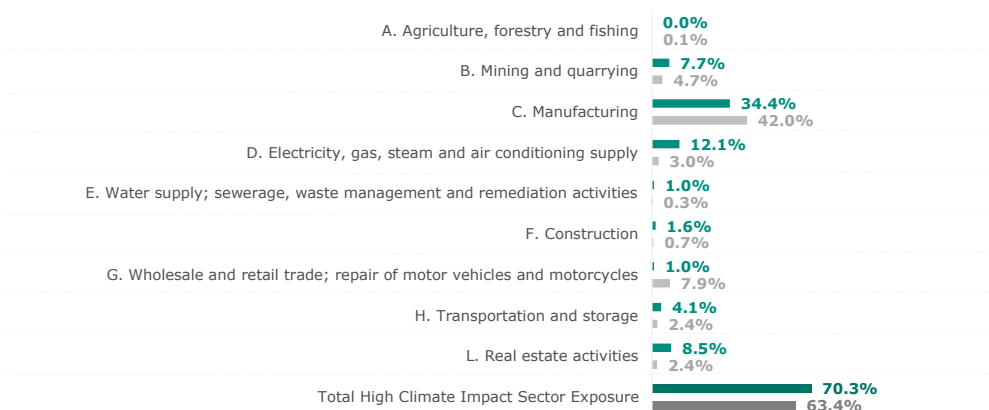 A. Agriculture, forestry and fishing
0.0%
0.1%
B. Mining and quarrying
7.7%
4.7%
C. Manufacturing
34.4%
42.0%
D. Electricity, gas, steam and air conditioning supply
12.1%
3.0%
E. Water supply; sewerage, waste management and remediation activities
1.0%
0.3%
F. Construction
1.6%
0.7%
G. Wholesale and retail trade; repair of motor vehicles and motorcycles
1.0%
7.9%
H. Transportation and storage
4.1%
2.4%
L. Real estate activities
8.5%
2.4%
Total High Climate Impact Sector Exposure
70.3%
63.4%